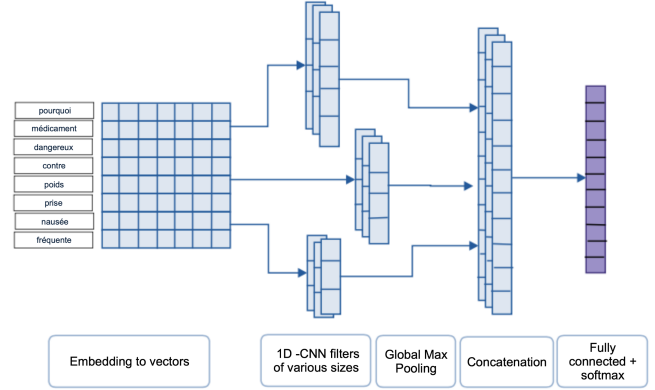 pourquoi
médicament
dangereux
contre
poids
prise
nausée
fréquente
Embedding to vectors
1D -CNN filters
of various sizes
Global Max
Pooling
Concatenation
Fully
connected +
softmax